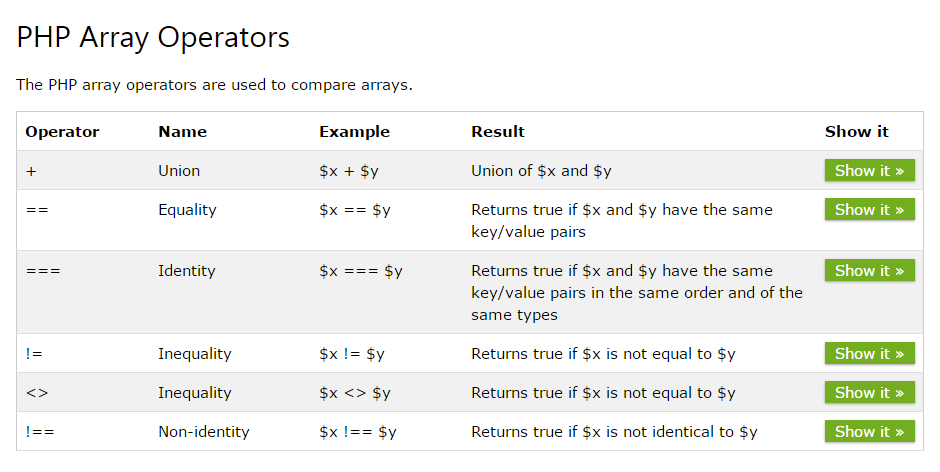 PHP Array Operators
The PHP array operators are used to compare arrays.
Operator Name Example Result Show it
+ Union $x + $y Union of $x and $y Show it »
== Equality $x == $y Returns true if $x and $y have the same Show it »
key/value pairs
=== Identity $x === $y Returns true if $x and $y have the same Show it »
key/value pairs in the same order and of the
same types
!= Inequality $x != $y Returns true if $x is not equal to $y Show it »
<> Inequality $x <> $y Returns true if $x is not equal to $y Show it »
!== Non-identity $x !== $y Returns true if $x is not identical to $y Show it »